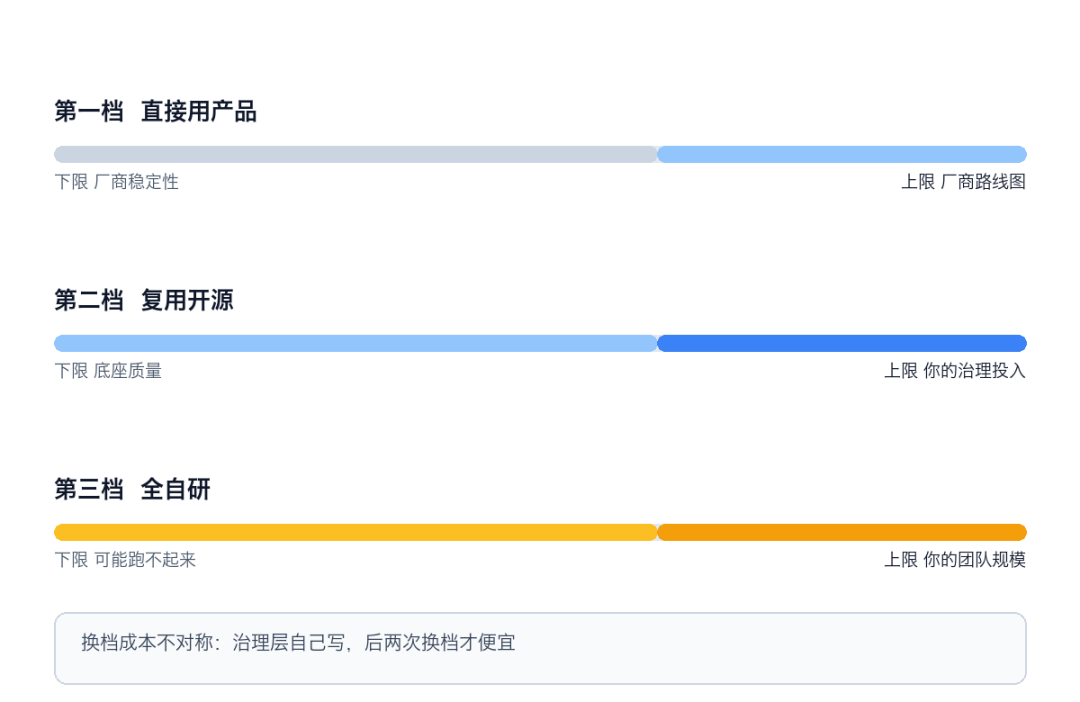 第一档 直接用产品
下限 厂商稳定性 上限 厂商路线图
第二档 复用开源
下限 底座质量 上限 你的治理投入
第三档 全自研
下限 可能跑不起来 上限 你的团队规模
换档成本不对称：治理层自己写，后两次换档才便宜